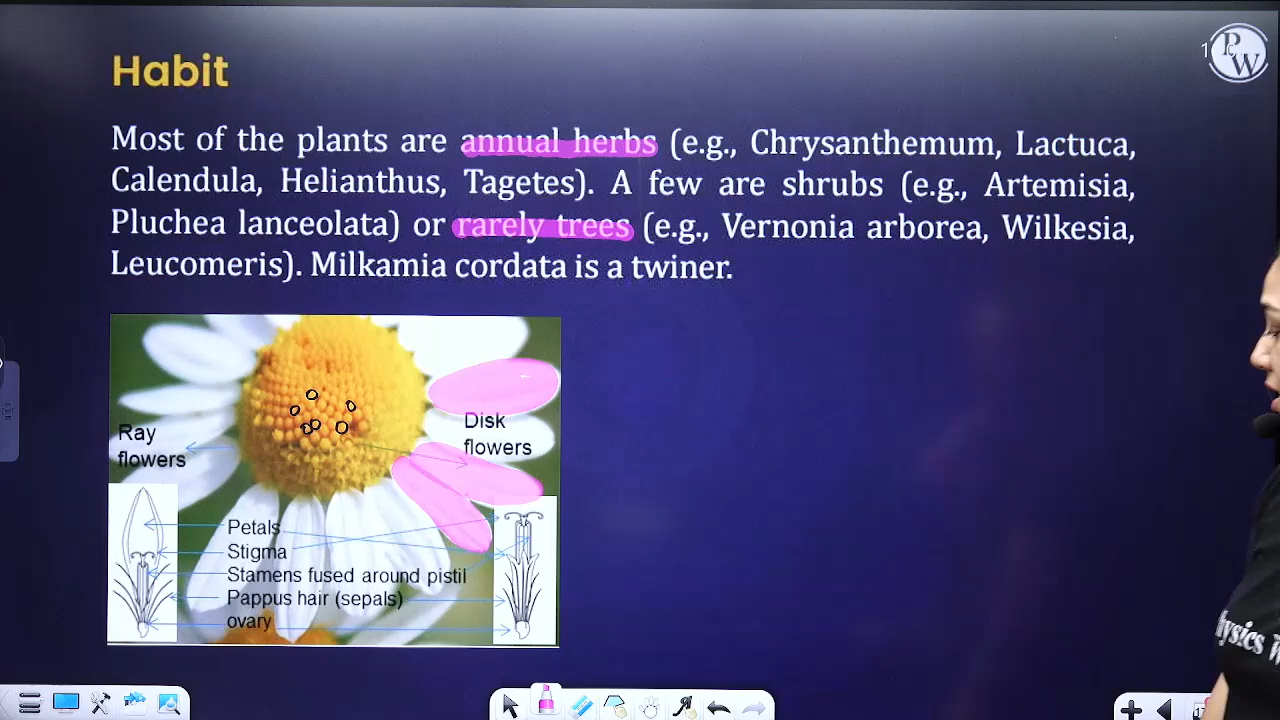 Habit
PW
1
Most of the plants are annual herbs (e.g., Chrysanthemum, Lactuca,
Calendula, Helianthus, Tagetes). A few are shrubs (e.g., Artemisia,
Pluchea lanceolata) or rarely trees (e.g., Vernonia arborea, Wilkesia,
Leucomeris). Milkamia cordata is a twiner.
Ray
flowers
Disk
flowers
Petals
Stigma
Stamens fused around pistil
Pappus hair (sepals)
ovary